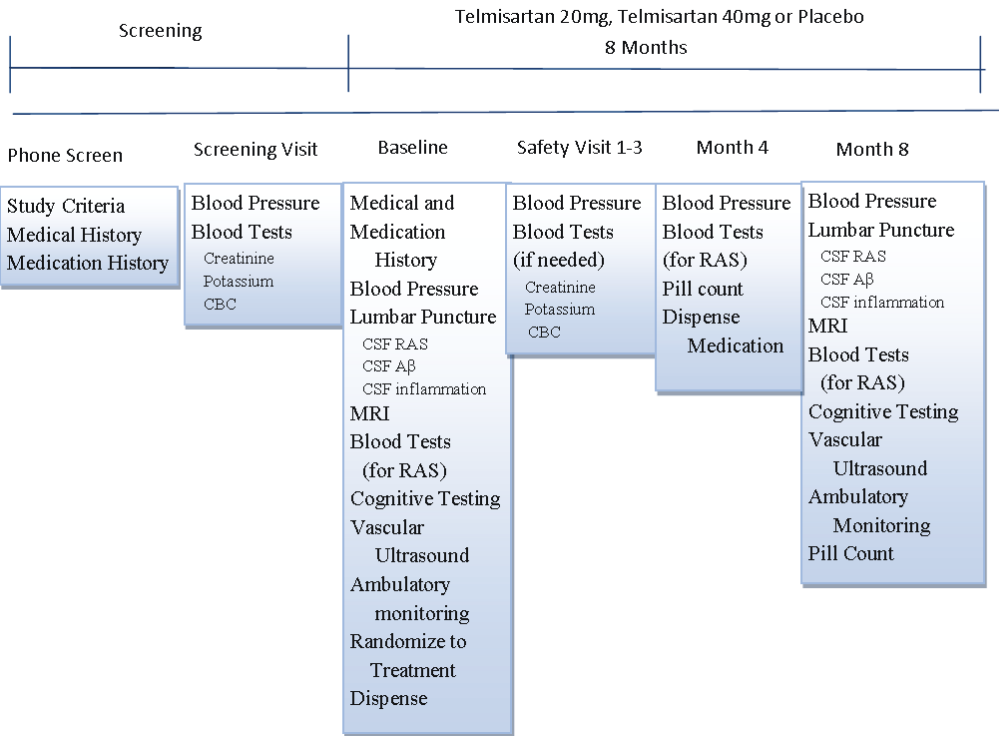 Screening
Telmisartan 20mg, Telmisartan 40mg or Placebo
8 Months
Phone Screen
Study Criteria
Medical History
Medication History
Screening Visit
Blood Pressure
Blood Tests
Creatinine
Potassium
CBC
Baseline
Medical and
Medication
History
Blood Pressure
Lumbar Puncture
CSF RAS
CSF Aβ
CSF inflammation
MRI
Blood Tests
(for RAS)
Cognitive Testing
Vascular
Ultrasound
Ambulatory
monitoring
Randomize to
Treatment
Dispense
Safety Visit 1-3
Blood Pressure
Blood Tests
(if needed)
Creatinine
Potassium
CBC
Month 4
Blood Pressure
Blood Tests
(for RAS)
Pill count
Dispense
Medication
Month 8
Blood Pressure
Lumbar Puncture
CSF RAS
CSF Aβ
CSF inflammation
MRI
Blood Tests
(for RAS)
Cognitive Testing
Vascular
Ultrasound
Ambulatory
Monitoring
Pill Count